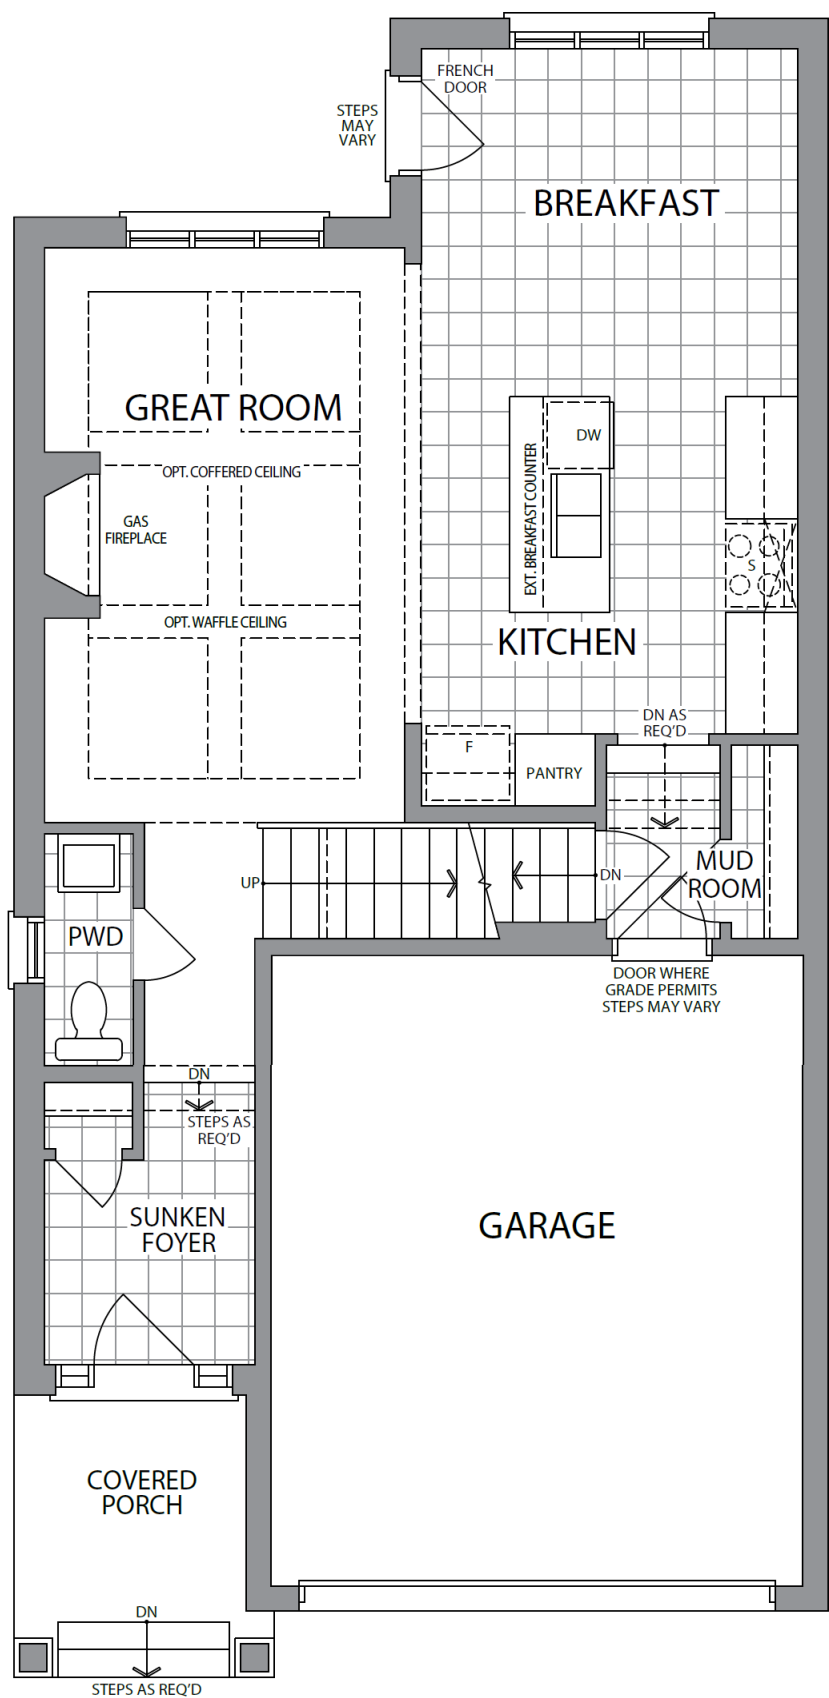 FRENCH
DOOR
STEPS
MAY
VARY
BREAKFAST
GREAT ROOM
DW
OPT. COFFERED CEILING
EXT. BREAKFAST COUNTER
GAS
FIREPLACE
S
OPT. WAFFLE CEILING
KITCHEN
DN AS
REQ'D
F
PANTRY
MUD
ROOM
UP
DN
PWD
DOOR WHERE
GRADE PERMITS
STEPS MAY VARY
DN
STEPS AS
REQ'D
SUNKEN
FOYER
GARAGE
COVERED
PORCH
DN
STEPS AS REQ'D